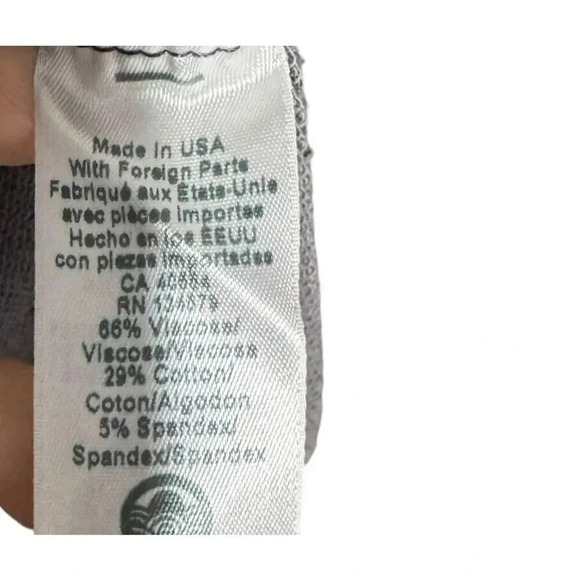 Made In USA
With Foreign Parts
Fabriqué aux États-Unis
avec pièces importes
Hecho en los EEUU
con piezas importadas
CA
RN
66% Viscose/
Viscose/Viscosa
29% Cotton/
Coton/Algodon
5% Spandex/
Spandex/Spandex